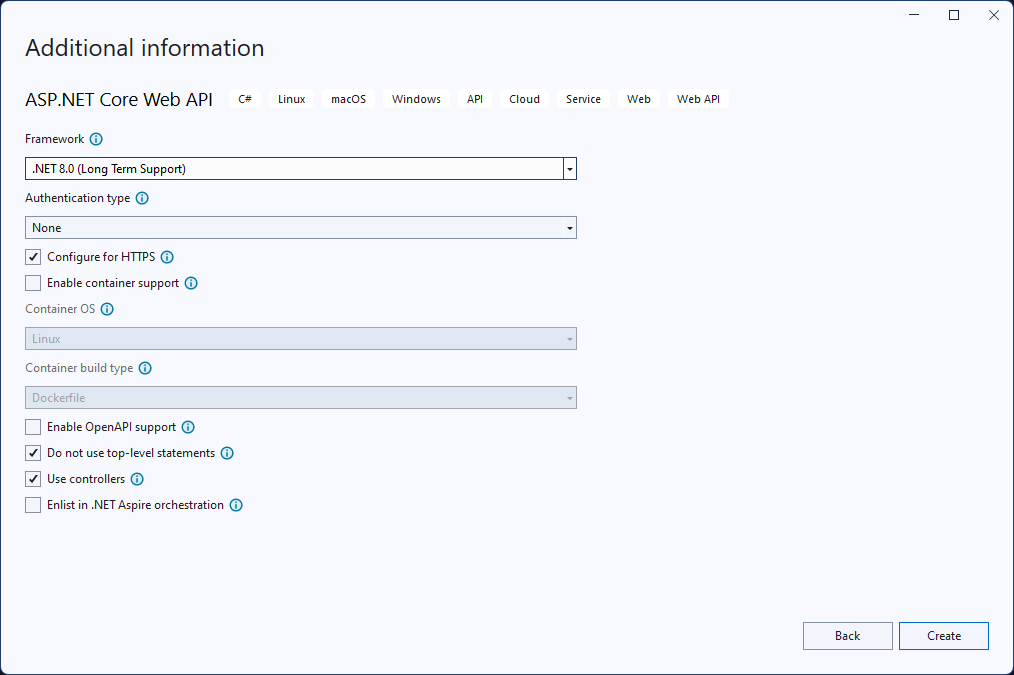 Additional information
ASP.NET Core Web API C# Linux macOS Windows API Cloud Service Web Web API
Framework
.NET 8.0 (Long Term Support)
Authentication type
None
Configure for HTTPS
Enable container support
Container OS
Linux
Container build type
Dockerfile
Enable OpenAPI support
Do not use top-level statements
Use controllers
Enlist in .NET Aspire orchestration
Back Create